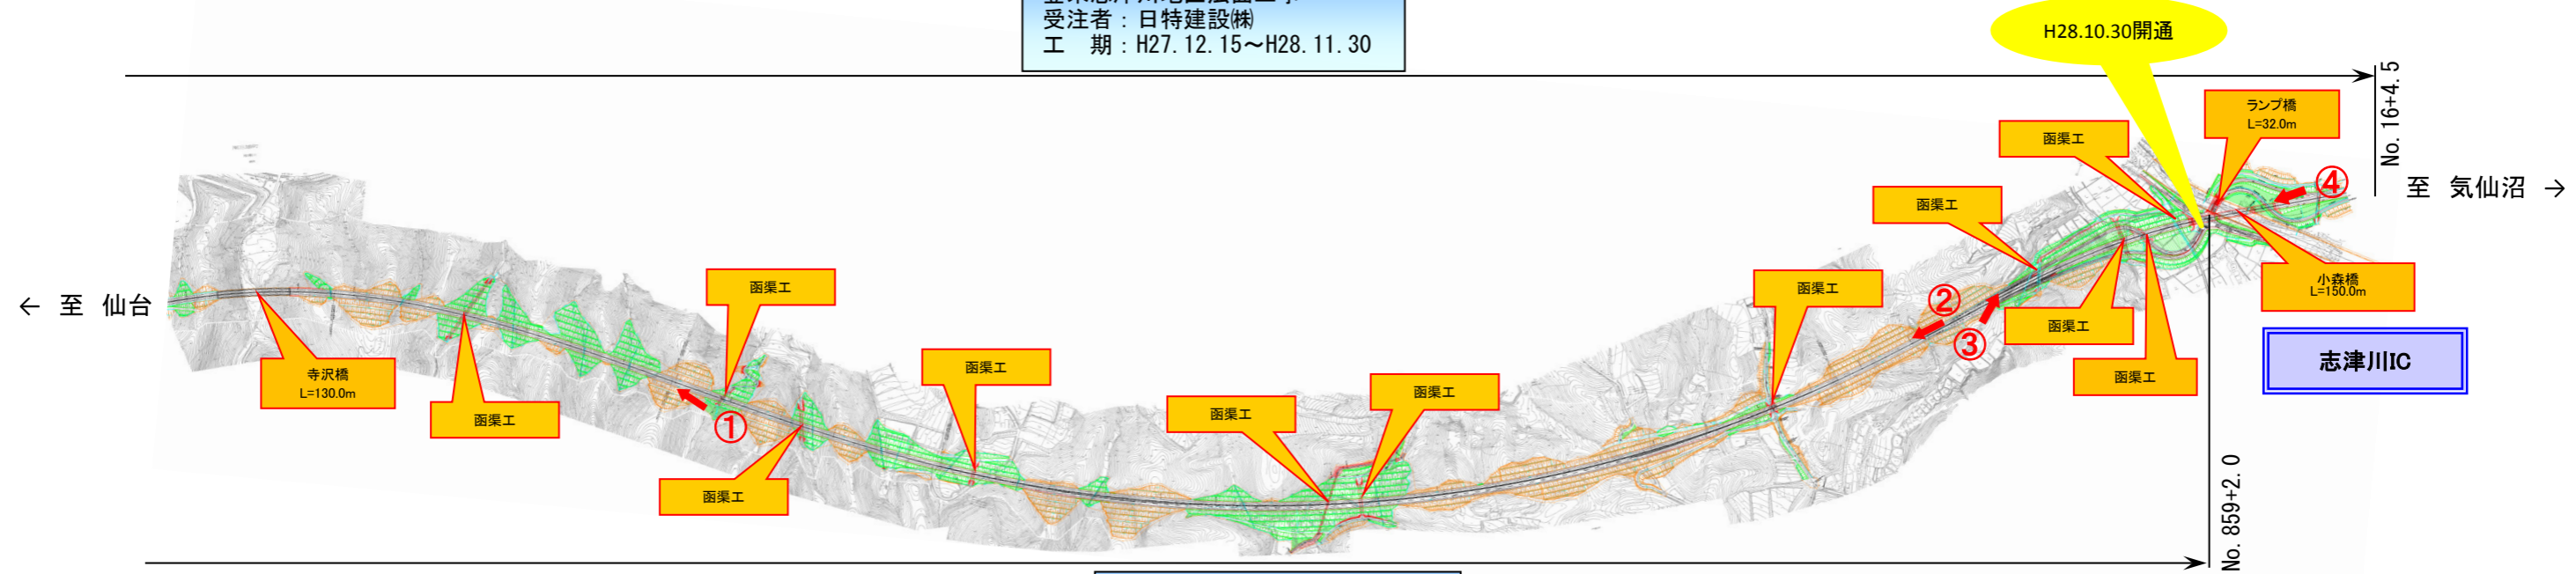 受注者：日特建設㈱
工　期：H27.12.15～H28.11.30
H28.10.30開通
No. 16+4. 5
ランプ橋
L=32.0m
函渠工
④
至 気仙沼 →
函渠工
小森橋
L=150.0m
← 至 仙台
函渠工
函渠工
②
③
函渠工
志津川IC
寺沢橋
L=130.0m
函渠工
函渠工
函渠工
函渠工
函渠工
①
函渠工
No. 859+2. 0